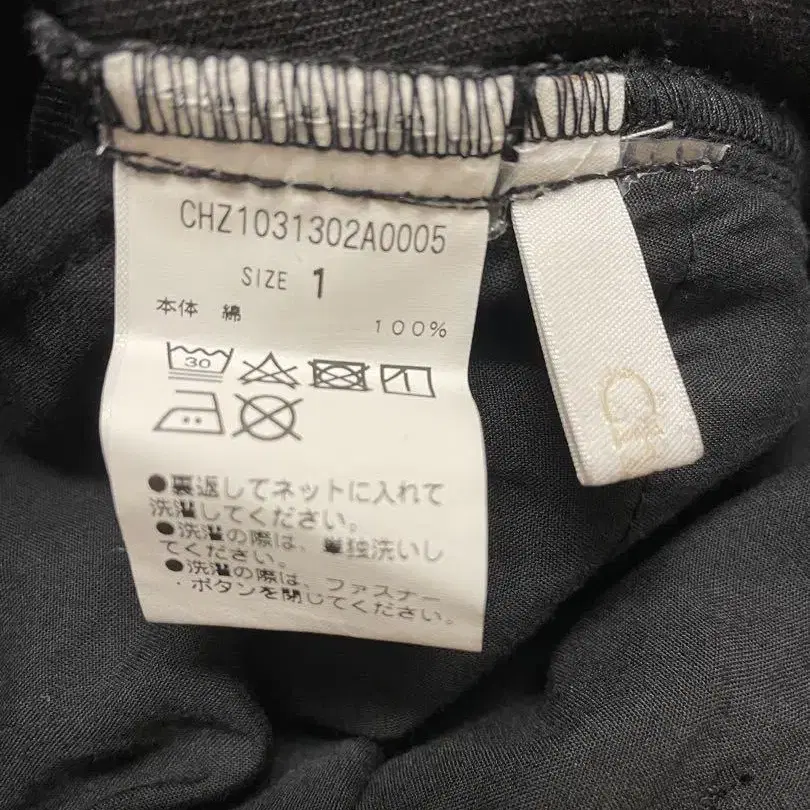 CHZ1031302A0005
SIZE 1
本体 綿 100%
30
●裏返してネットに入れて
洗濯してください。
●洗濯の際は、単独洗いし
てください。
●洗濯の際は、ファスナー
・ボタンを閉じてください。